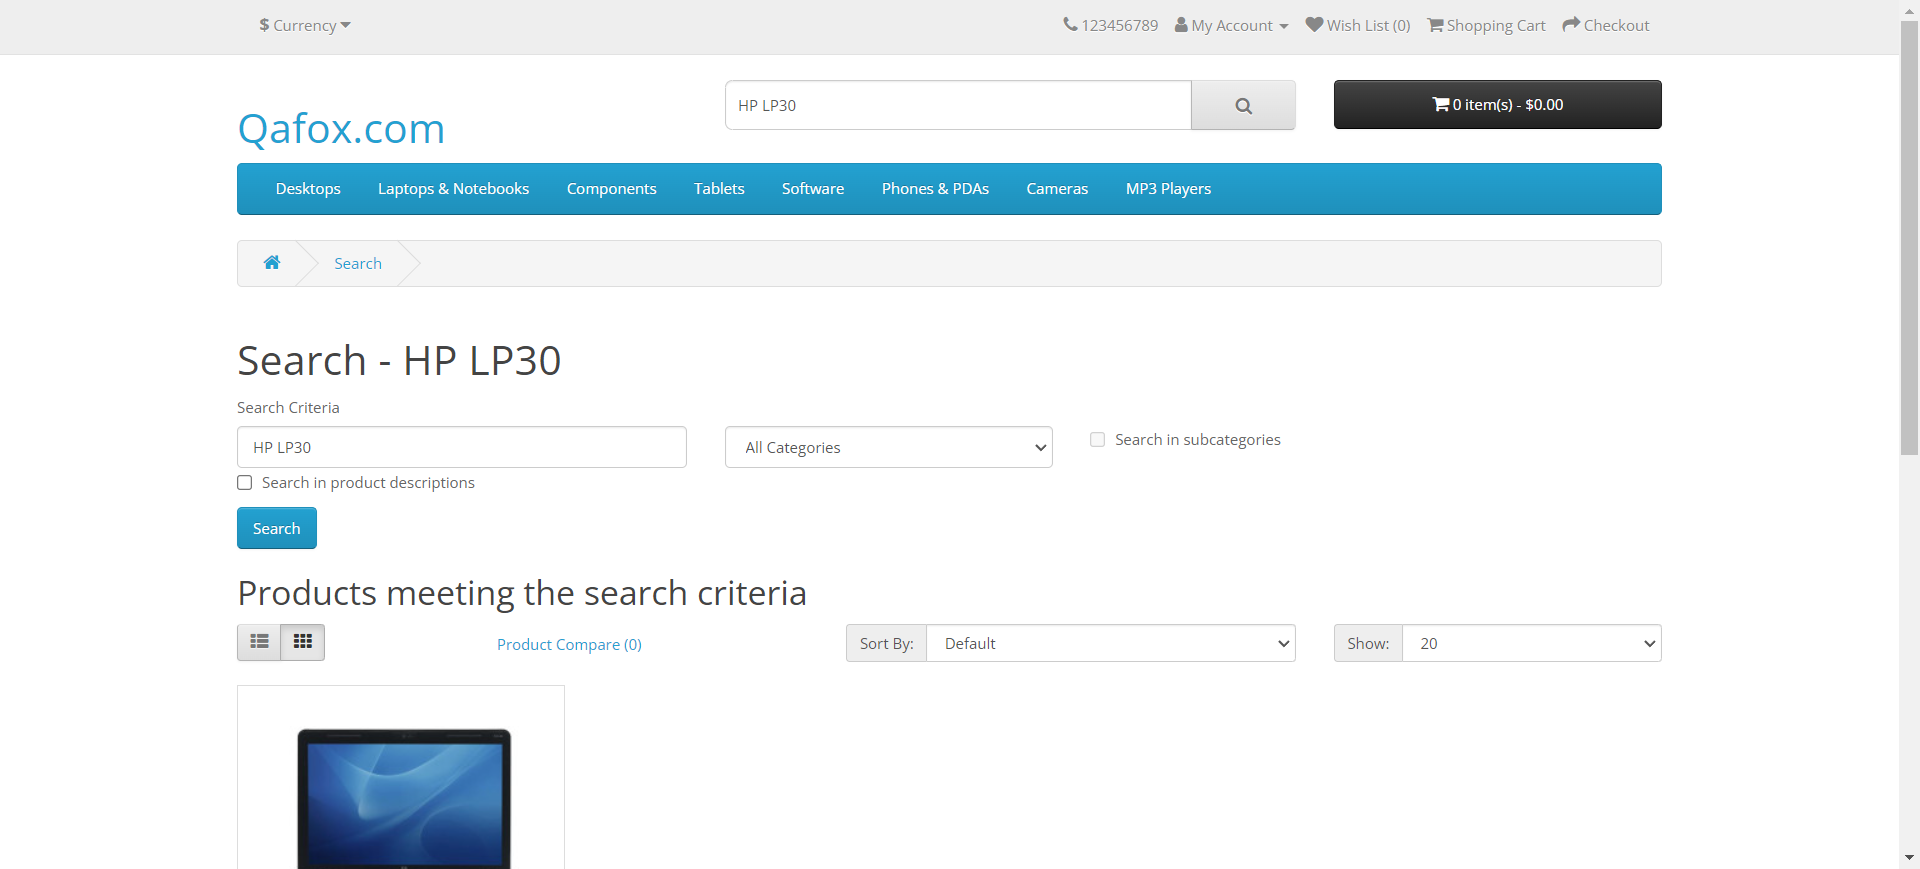 $ Currency
123456789 My Account Wish List (0) Shopping Cart Checkout
Qafox.com
HP LP30
0 item(s) - $0.00
Desktops Laptops & Notebooks Components Tablets Software Phones & PDAs Cameras MP3 Players
Search
Search - HP LP30
Search Criteria
HP LP30 All Categories Search in subcategories
Search in product descriptions
Search
Products meeting the search criteria
Product Compare (0) Sort By: Default Show: 20